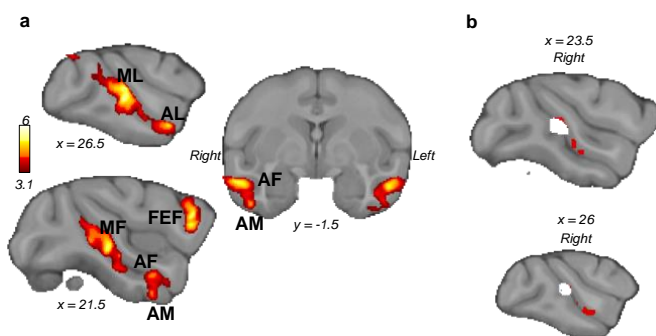 a
b
ML
AL
x = 26.5
6
3.1
Right
Left
AF
AM
y = -1.5
FEF
MF
AF
AM
x = 21.5
x = 23.5
Right
x = 26
Right